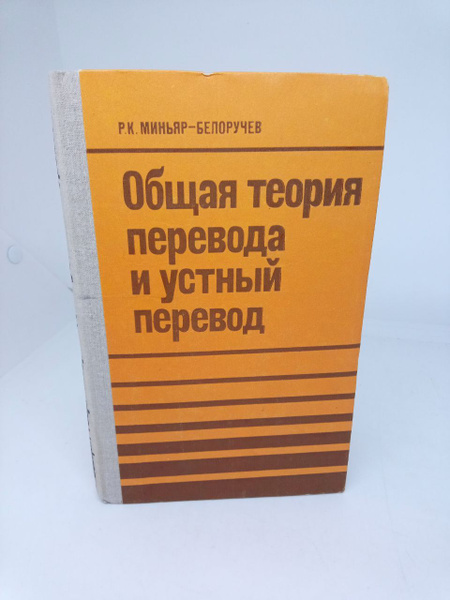 Р.К. МИНЬЯР-БЕЛОРУЧЕВ
Общая теория
перевода
и устный
перевод